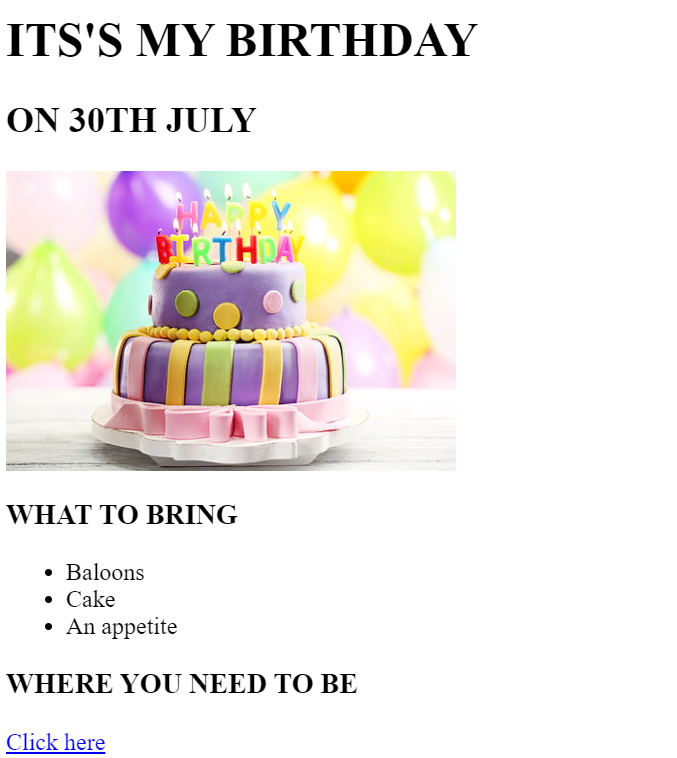 ITS'S MY BIRTHDAY
ON 30TH JULY
HAPPY
BIRTHDAY
WHAT TO BRING
Baloons
Cake
An appetite
WHERE YOU NEED TO BE
Click here